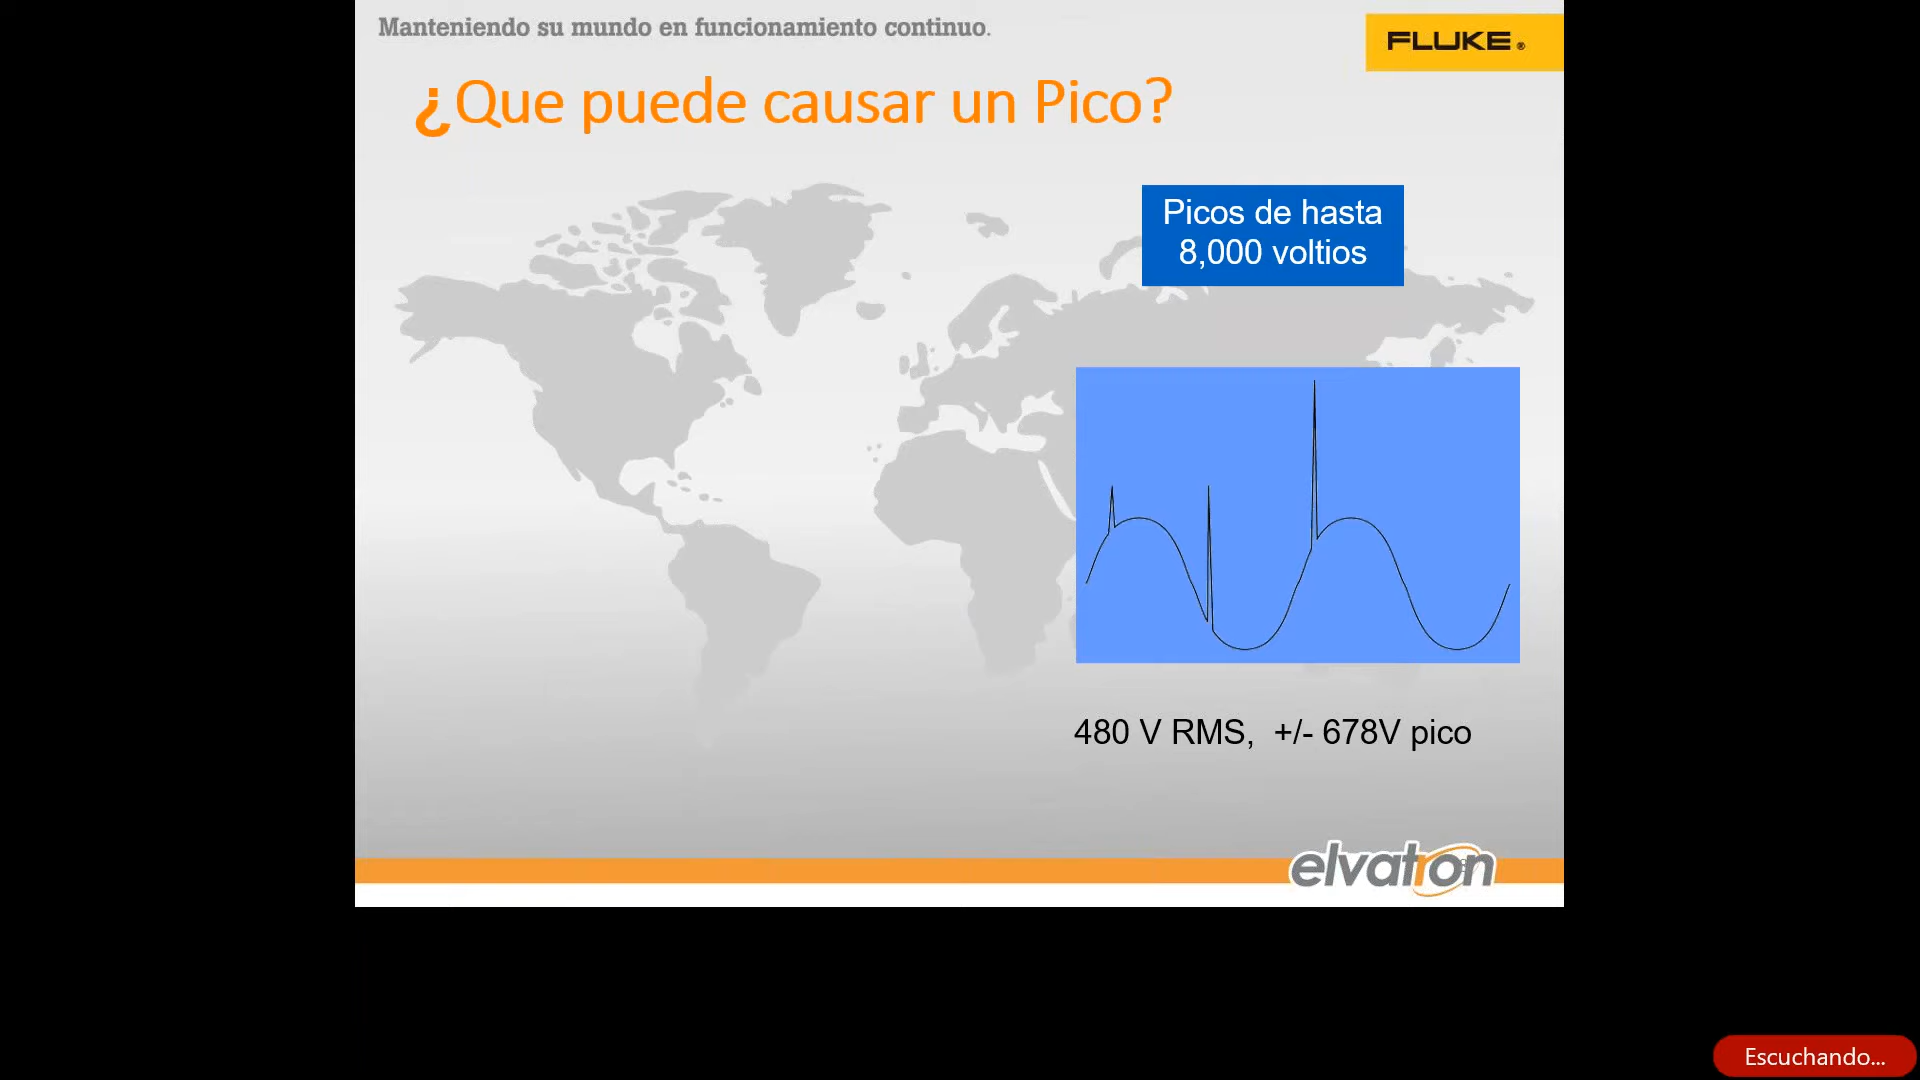 Manteniendo su mundo en funcionamiento continuo.
FLUKE®
¿Que puede causar un Pico?
Picos de hasta
8,000 voltios
480 V RMS,  +/- 678V pico
elvatron
Escuchando...